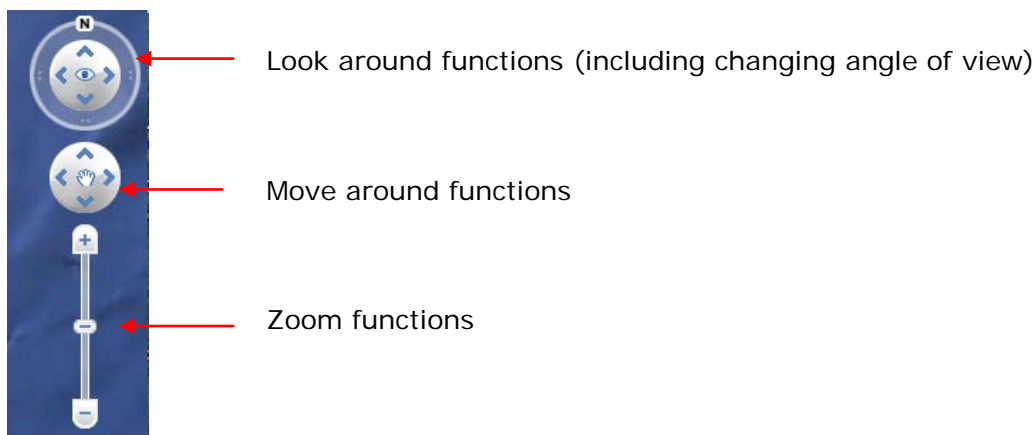 N
Look around functions (including changing angle of view)
Move around functions
+
Zoom functions
−
−